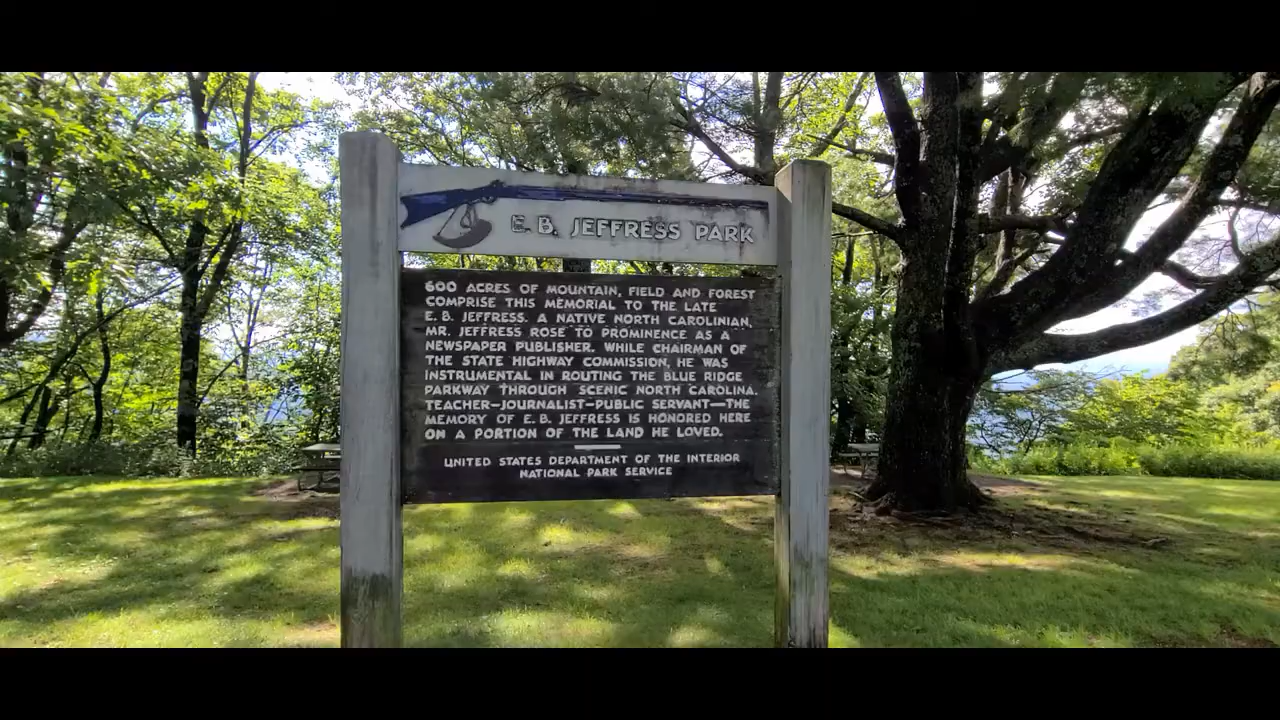 E. B. JEFFRESS PARK
600 ACRES OF MOUNTAIN, FIELD AND FOREST
COMPRISE THIS MEMORIAL TO THE LATE
E. B. JEFFRESS. A NATIVE NORTH CAROLINIAN,
MR. JEFFRESS ROSE TO PROMINENCE AS A
NEWSPAPER PUBLISHER. WHILE CHAIRMAN OF
THE STATE HIGHWAY COMMISSION, HE WAS
INSTRUMENTAL IN ROUTING THE BLUE RIDGE
PARKWAY THROUGH SCENIC NORTH CAROLINA.
TEACHER—JOURNALIST—PUBLIC SERVANT—THE
MEMORY OF E. B. JEFFRESS IS HONORED HERE
ON A PORTION OF THE LAND HE LOVED.
UNITED STATES DEPARTMENT OF THE INTERIOR
NATIONAL PARK SERVICE